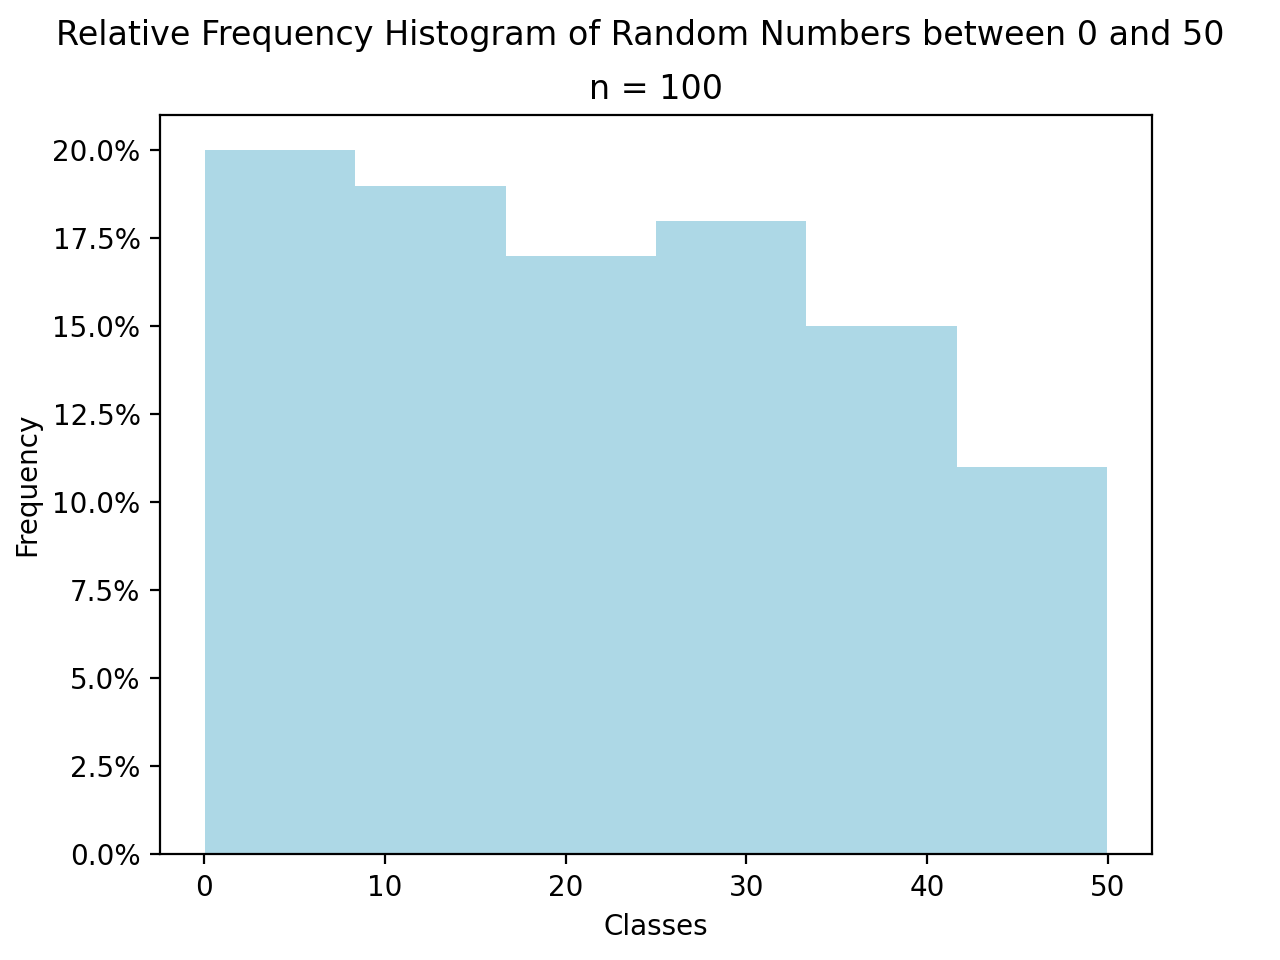 Relative Frequency Histogram of Random Numbers between 0 and 50
n = 100
20.0%
17.5%
15.0%
12.5%
10.0%
7.5%
5.0%
2.5%
0.0%
Frequency
0 10 20 30 40 50
Classes